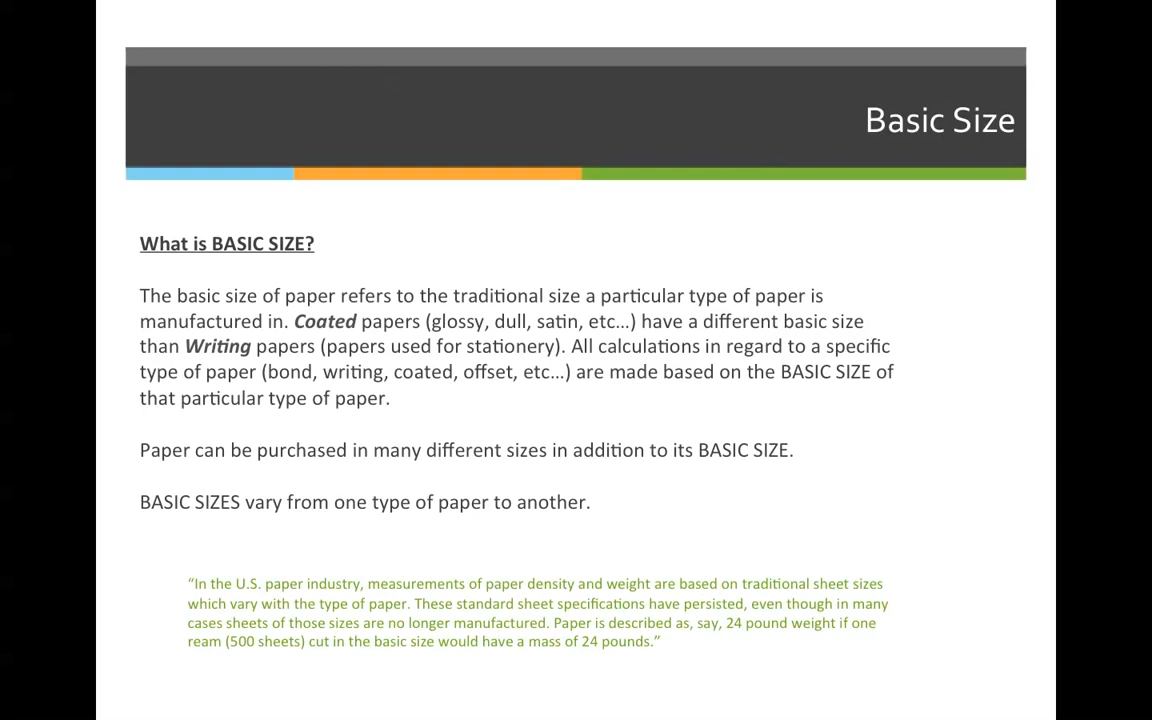 Basic Size
What is BASIC SIZE?
The basic size of paper refers to the traditional size a particular type of paper is
manufactured in. Coated papers (glossy, dull, satin, etc…) have a different basic size
than Writing papers (papers used for stationery). All calculations in regard to a specific
type of paper (bond, writing, coated, offset, etc…) are made based on the BASIC SIZE of
that particular type of paper.
Paper can be purchased in many different sizes in addition to its BASIC SIZE.
BASIC SIZES vary from one type of paper to another.
“In the U.S. paper industry, measurements of paper density and weight are based on traditional sheet sizes
which vary with the type of paper. These standard sheet specifications have persisted, even though in many
cases sheets of those sizes are no longer manufactured. Paper is described as, say, 24 pound weight if one
ream (500 sheets) cut in the basic size would have a mass of 24 pounds.”